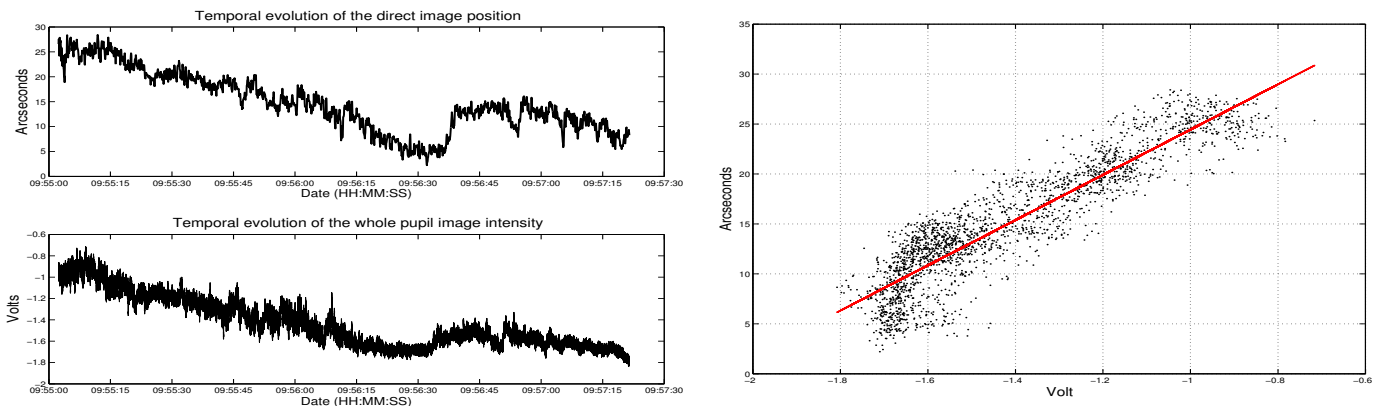 Temporal evolution of the direct image position
30
25
20
15
10
5
0
Arcseconds
09:55:00 09:55:15 09:55:30 09:55:45 09:56:00 09:56:15 09:56:30 09:56:45 09:57:00 09:57:15 09:57:30
Date (HH:MM:SS)
Temporal evolution of the whole pupil image intensity
−0.6
−0.8
−1
−1.2
−1.4
−1.6
−1.8
−2
Volts
09:55:00 09:55:15 09:55:30 09:55:45 09:56:00 09:56:15 09:56:30 09:56:45 09:57:00 09:57:15 09:57:30
Date (HH:MM:SS)
35
30
25
20
15
10
5
0
Arcseconds
−2 −1.8 −1.6 −1.4 −1.2 −1 −0.8 −0.6
Volt